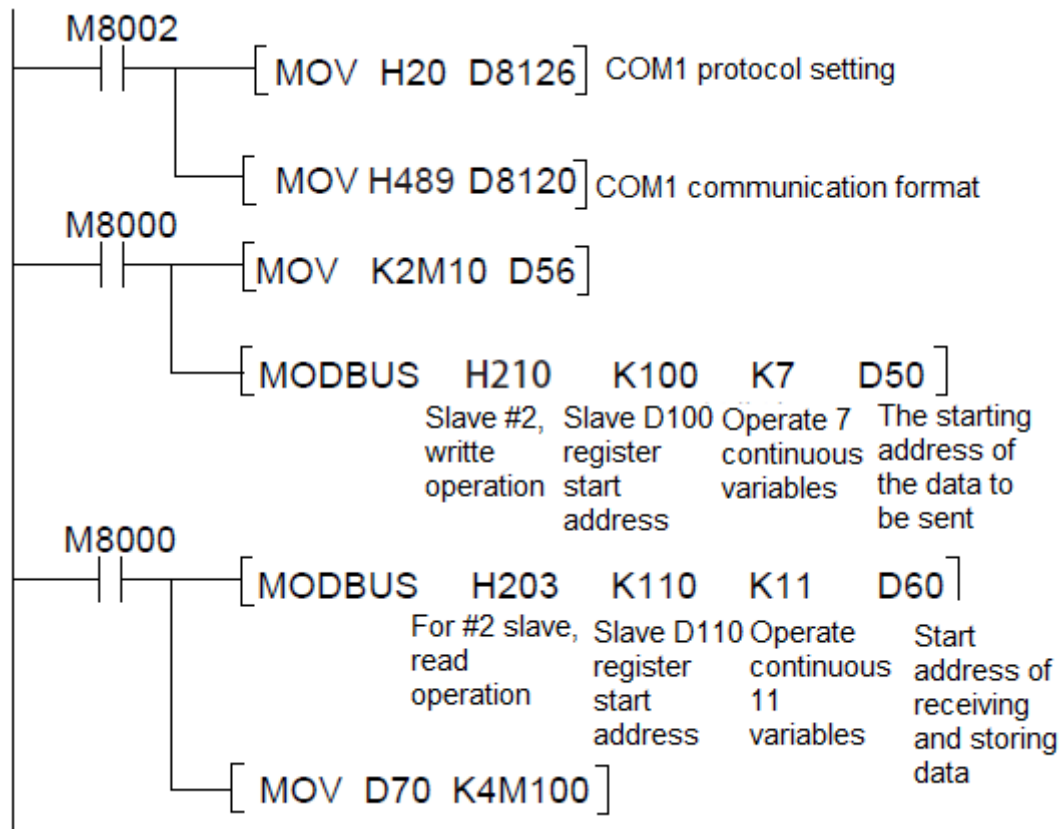 M8002
[ MOV H20 D8126 ] COM1 protocol setting
[ MOV H489 D8120 ] COM1 communication format
M8000
[ MOV K2M10 D56 ]
[ MODBUS H210 K100 K7 D50 ]
Slave #2,
writte
operation
Slave D100
register
start
address
Operate 7
continuous
variables
The starting
address of
the data to
be sent
M8000
[ MODBUS H203 K110 K11 D60 ]
For #2 slave,
read
operation
Slave D110
register
start
address
Operate
continuous
11
variables
Start
address of
receiving
and storing
data
[ MOV D70 K4M100 ]